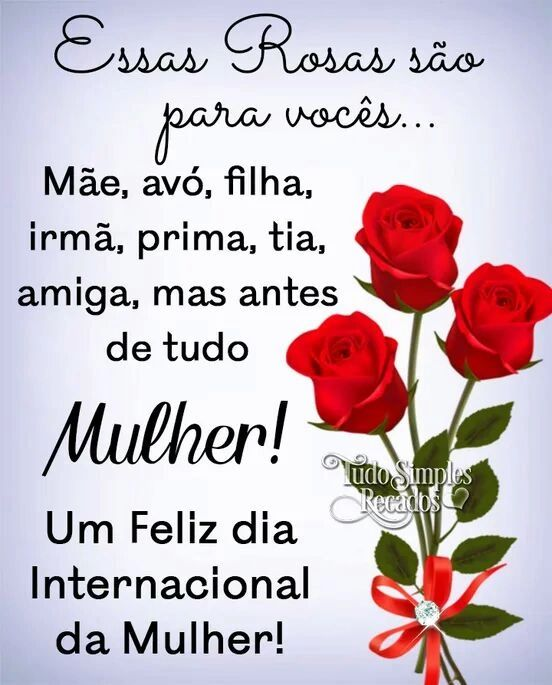 Essas Rosas são
para vocês...
Mãe, avó, filha,
irmã, prima, tia,
amiga, mas antes
de tudo
Mulher!
Tudo Simples
Recados
Um Feliz dia
Internacional
da Mulher!